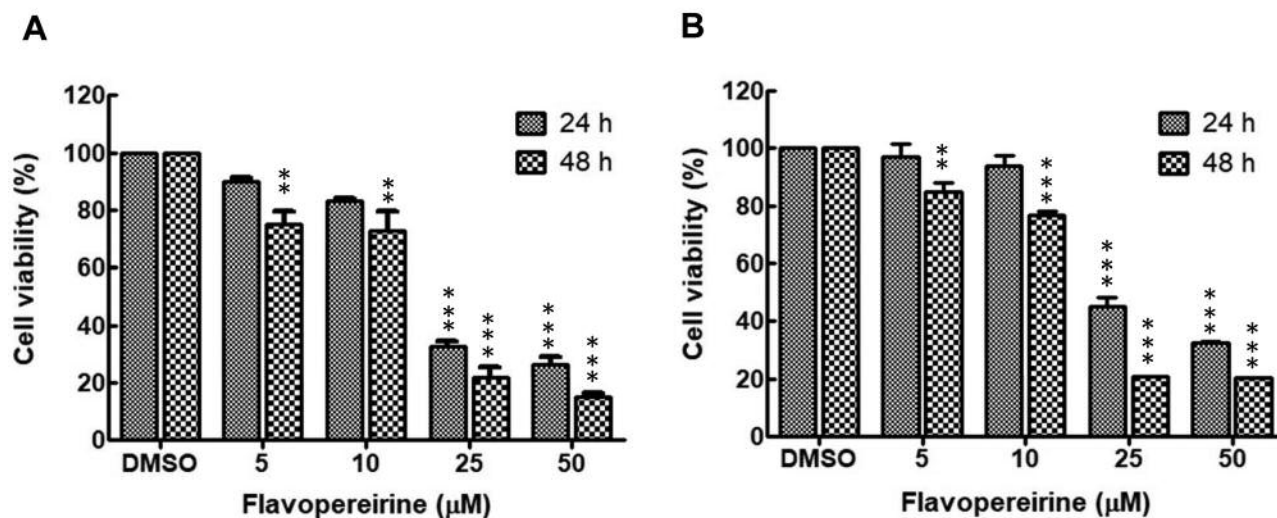 A
120
100
80
60
40
20
0
Cell viability (%)
24 h
48 h
**
**
***
***
***
***
DMSO 5 10 25 50
Flavopereirine (μM)
B
120
100
80
60
40
20
0
Cell viability (%)
24 h
48 h
**
***
***
***
***
***
DMSO 5 10 25 50
Flavopereirine (μM)